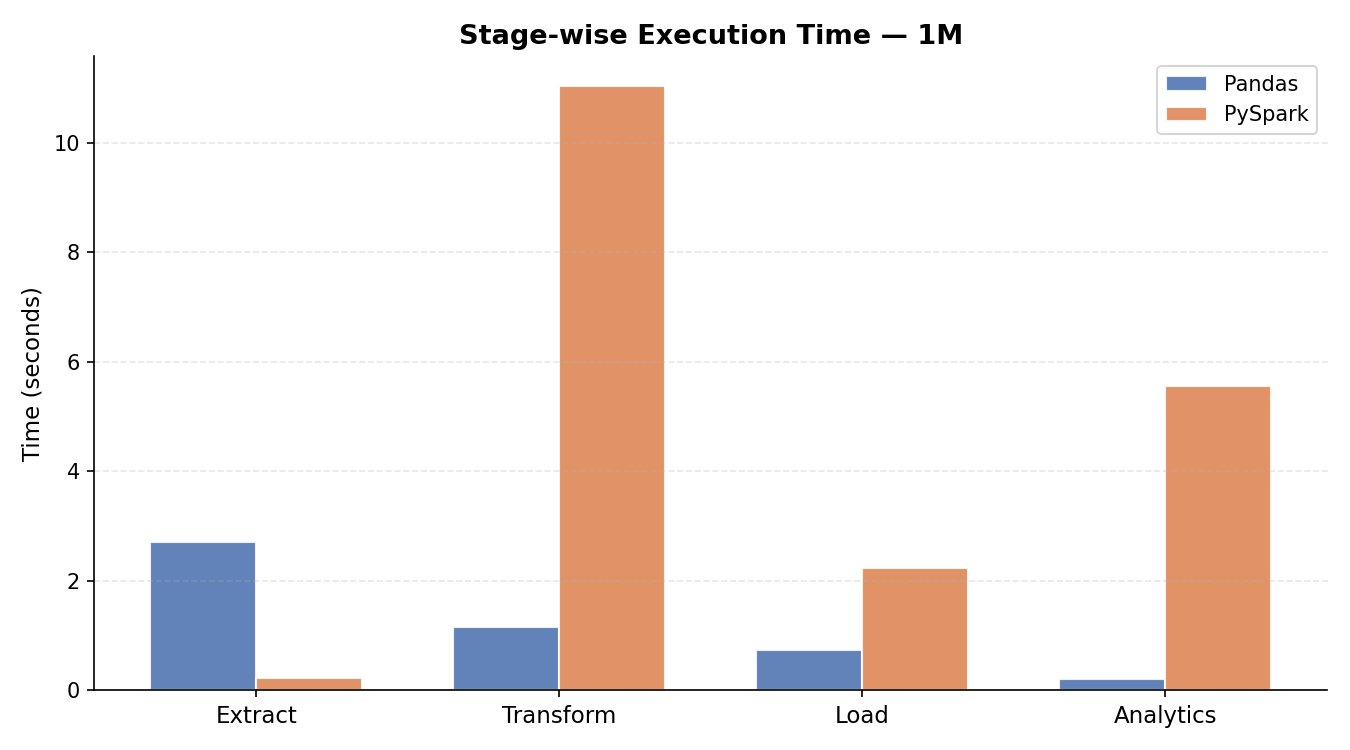 Stage-wise Execution Time — 1M
Pandas
PySpark
Time (seconds)
10
8
6
4
2
0
Extract
Transform
Load
Analytics